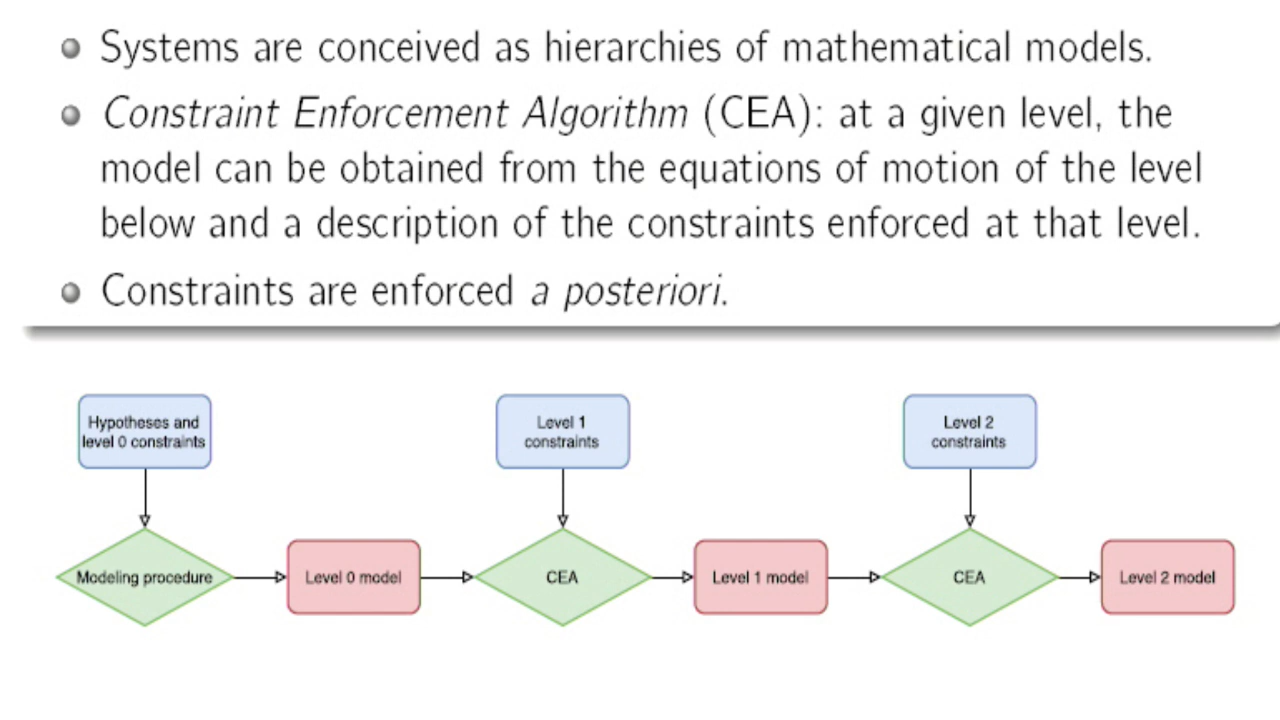 Systems are conceived as hierarchies of mathematical models.
Constraint Enforcement Algorithm (CEA): at a given level, the
model can be obtained from the equations of motion of the level
below and a description of the constraints enforced at that level.
Constraints are enforced a posteriori.
Hypotheses and
level 0 constraints
Level 1
constraints
Level 2
constraints
Modeling procedure
Level 0 model
CEA
Level 1 model
CEA
Level 2 model